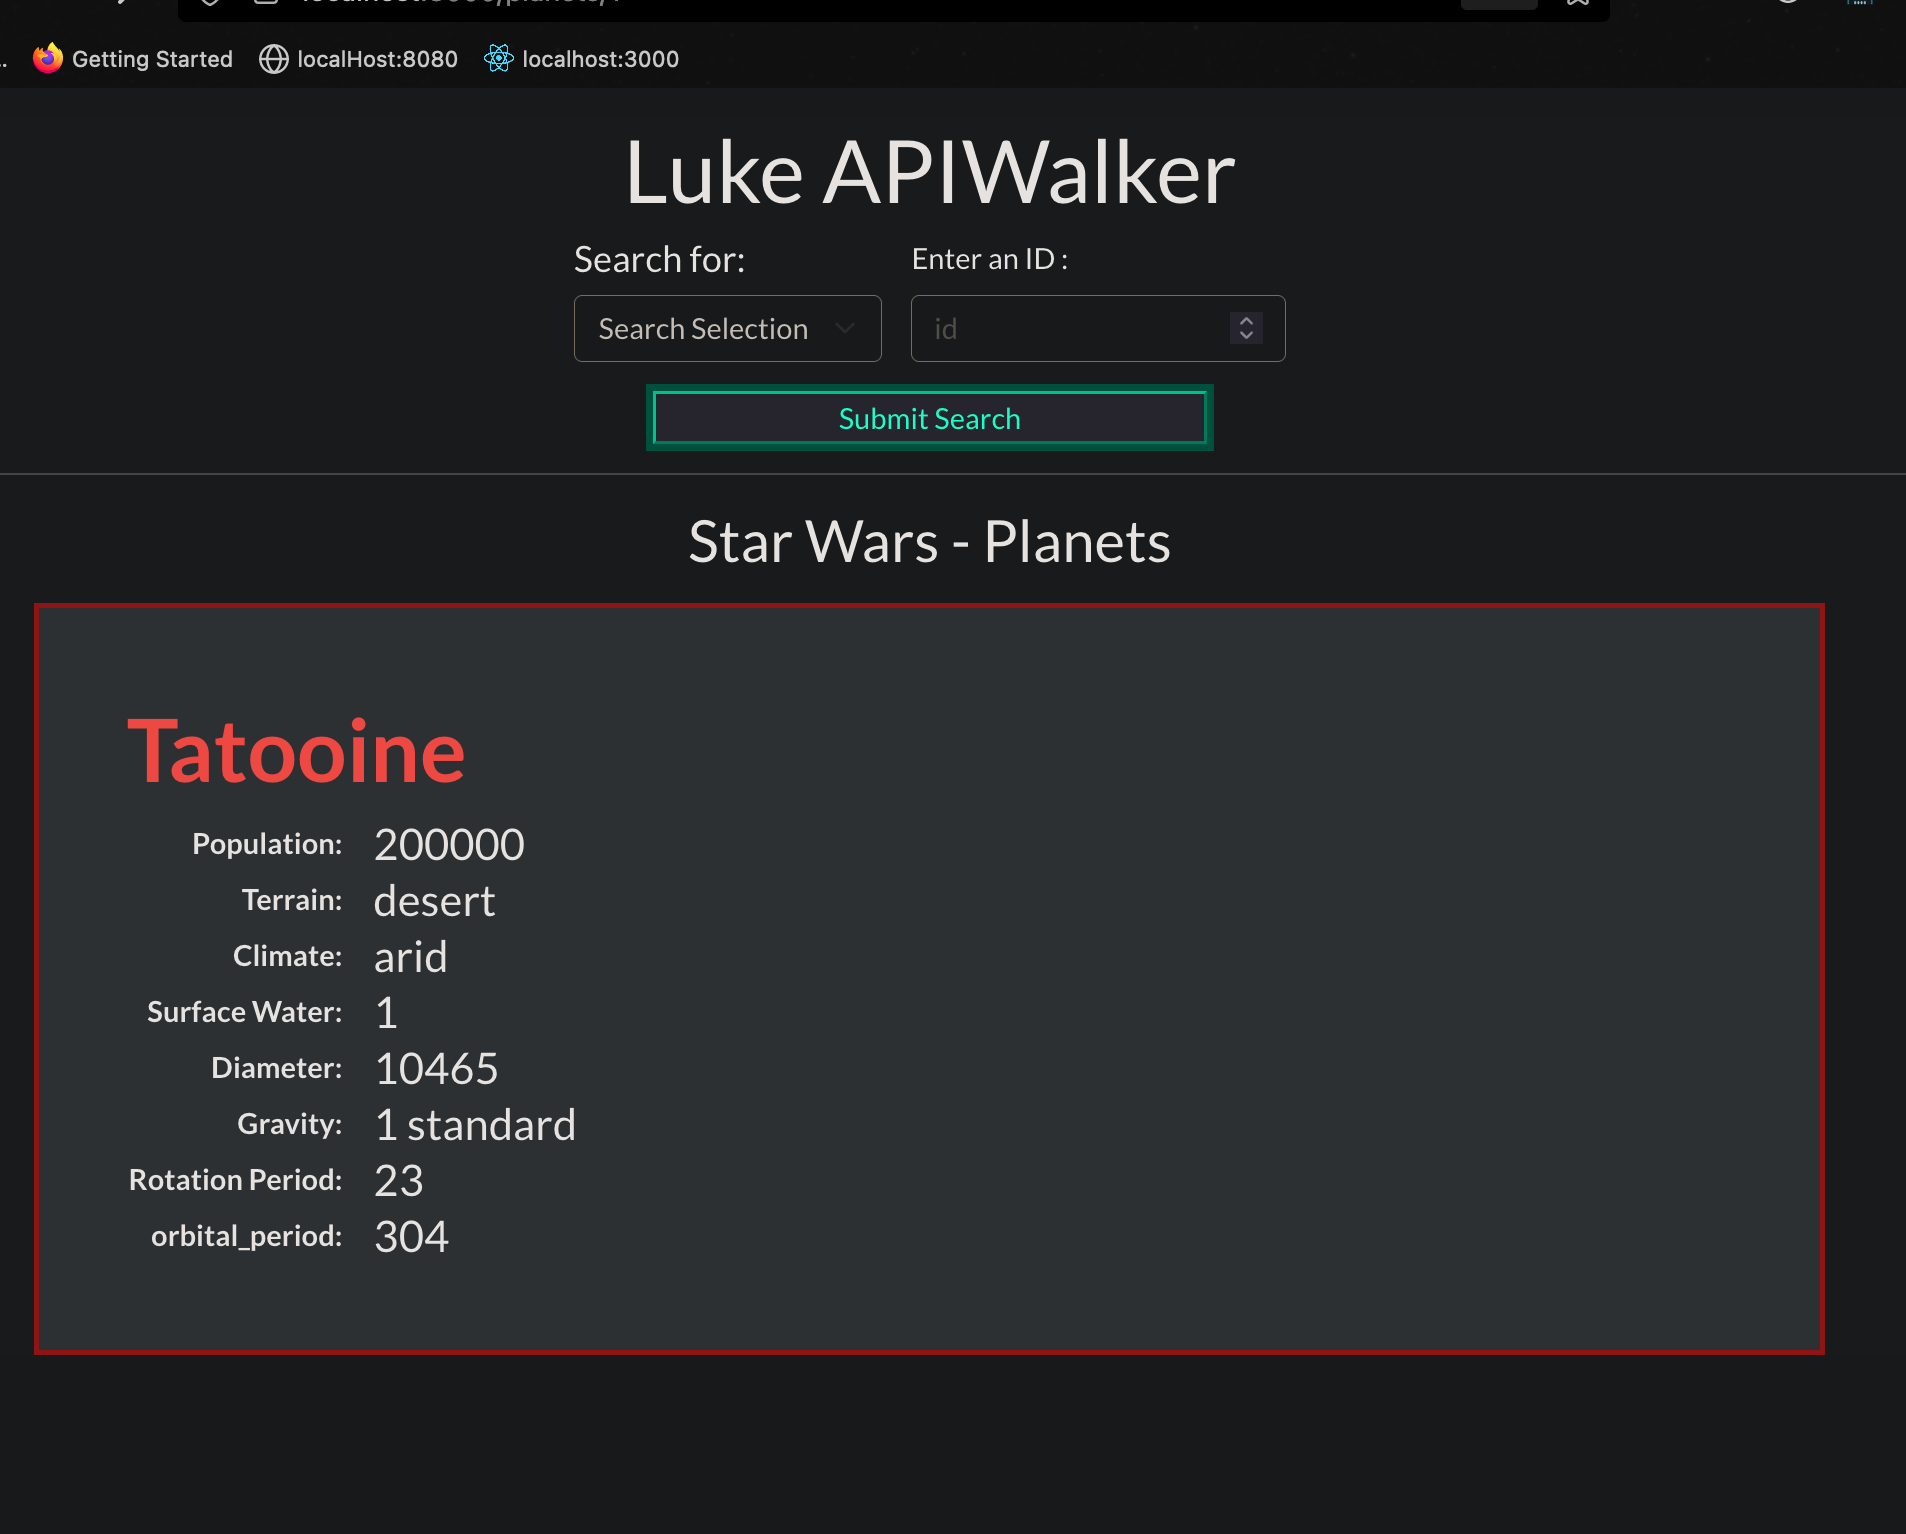 Getting Started localHost:8080 localhost:3000
Luke APIWalker
Search for: Enter an ID :
Search Selection id
Submit Search
Star Wars - Planets
Tatooine
Population: 200000
Terrain: desert
Climate: arid
Surface Water: 1
Diameter: 10465
Gravity: 1 standard
Rotation Period: 23
orbital_period: 304